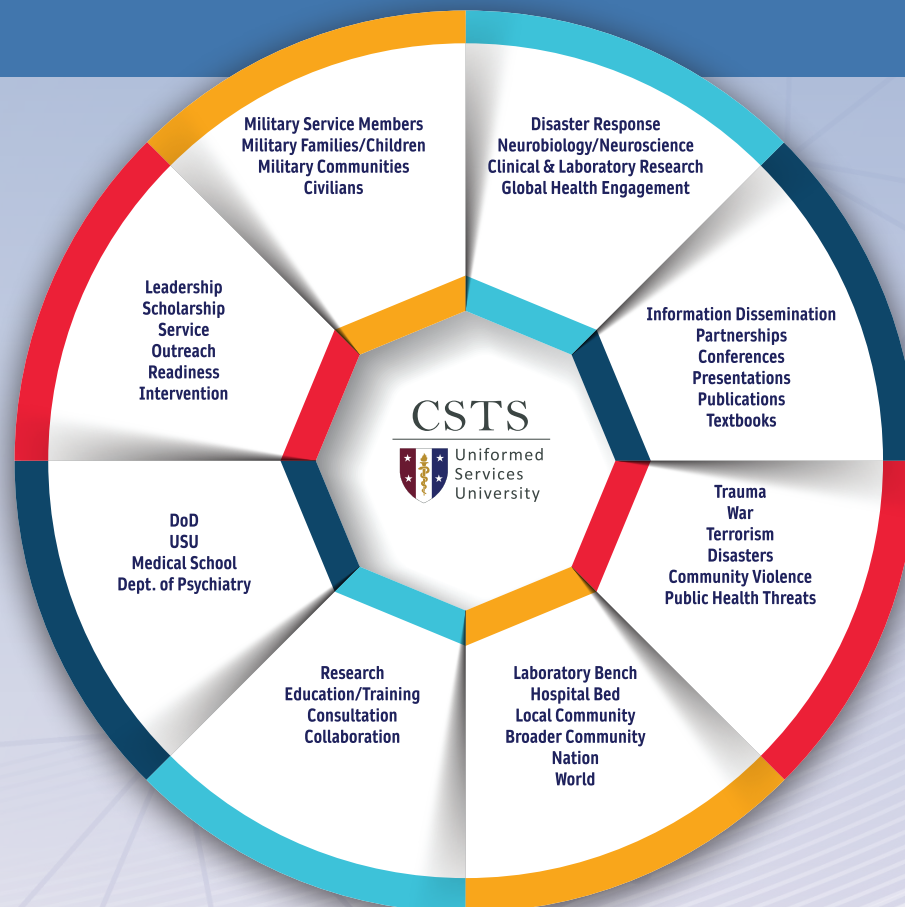 Military Service Members
Military Families/Children
Military Communities
Civilians
Disaster Response
Neurobiology/Neuroscience
Clinical & Laboratory Research
Global Health Engagement
Information Dissemination
Partnerships
Conferences
Presentations
Publications
Textbooks
Trauma
War
Terrorism
Disasters
Community Violence
Public Health Threats
Laboratory Bench
Hospital Bed
Local Community
Broader Community
Nation
World
Research
Education/Training
Consultation
Collaboration
DoD
USU
Medical School
Dept. of Psychiatry
Leadership
Scholarship
Service
Outreach
Readiness
Intervention
CSTS
Uniformed
Services
University